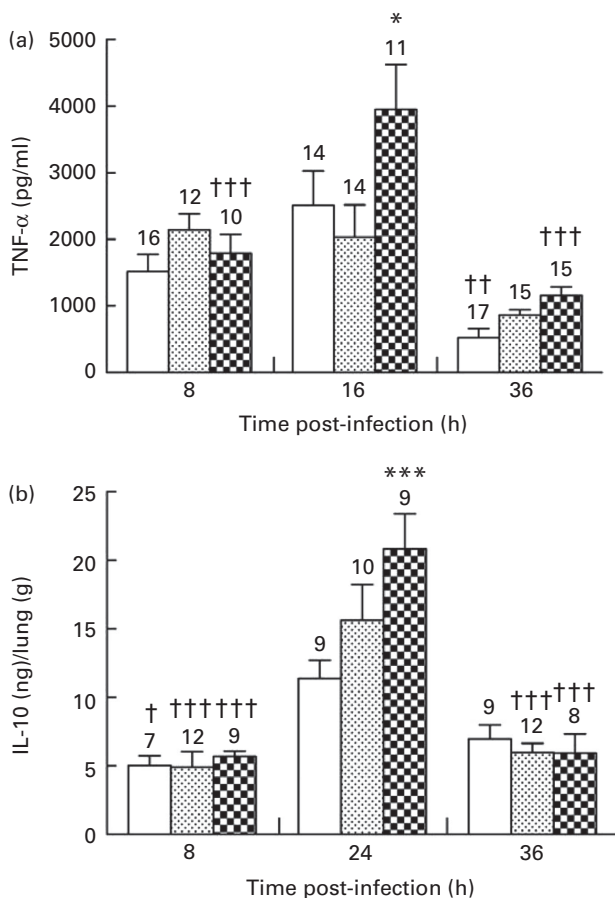 (a)
TNF-α (pg/ml)
5000
4000
3000
2000
1000
0
*
11
14
14
†††
12
10
16
†††
††
15
15
17
8 16 36
Time post-infection (h)
(b)
IL-10 (ng)/lung (g)
25
20
15
10
5
0
***
9
10
9
† ††† †††
7 12 9
9 ††† †††
12 8
8 24 36
Time post-infection (h)